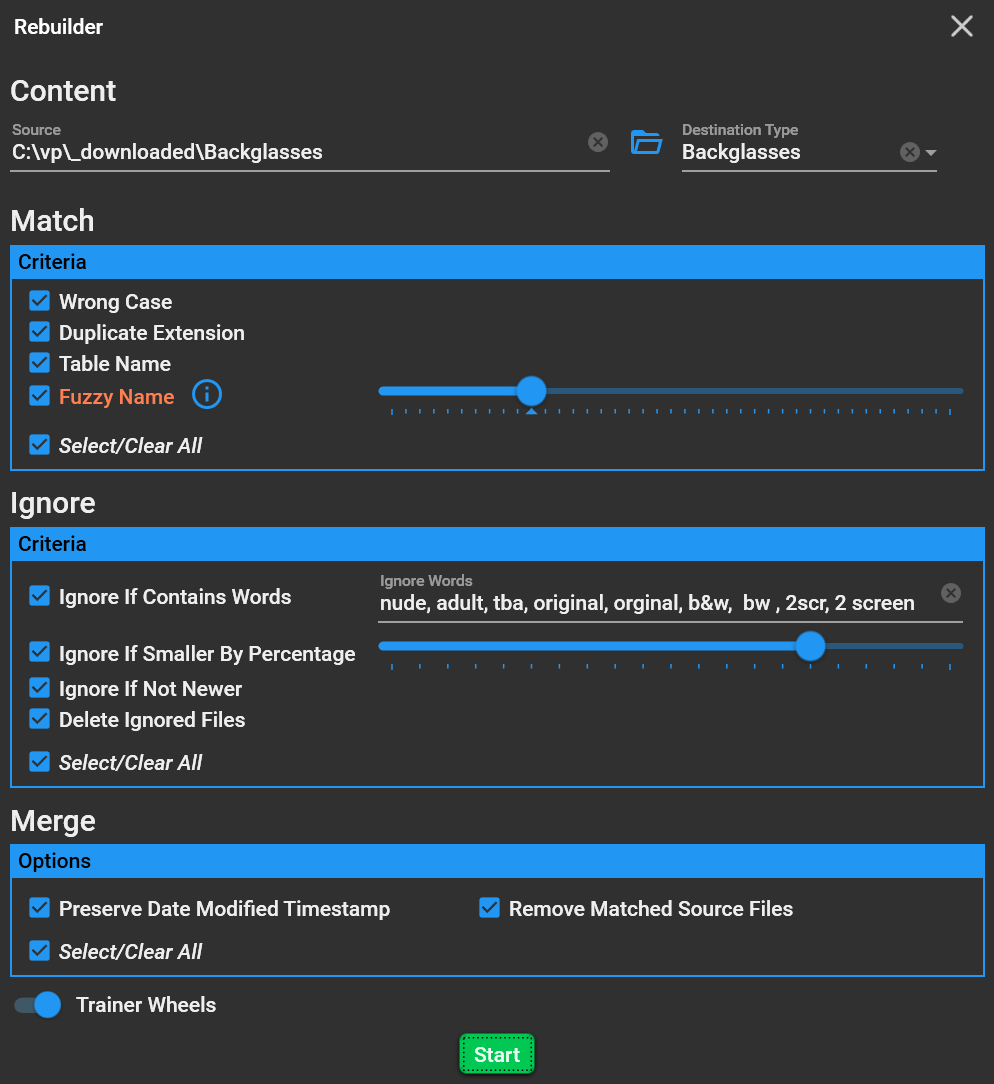 Rebuilder
Content
Source
C:\vp\_downloaded\Backglasses
Destination Type
Backglasses
Match
Criteria
Wrong Case
Duplicate Extension
Table Name
Fuzzy Name
Select/Clear All
Ignore
Criteria
Ignore If Contains Words
Ignore Words
nude, adult, tba, original, orginal, b&w,  bw , 2scr, 2 screen
Ignore If Smaller By Percentage
Ignore If Not Newer
Delete Ignored Files
Select/Clear All
Merge
Options
Preserve Date Modified Timestamp
Remove Matched Source Files
Select/Clear All
Trainer Wheels
Start